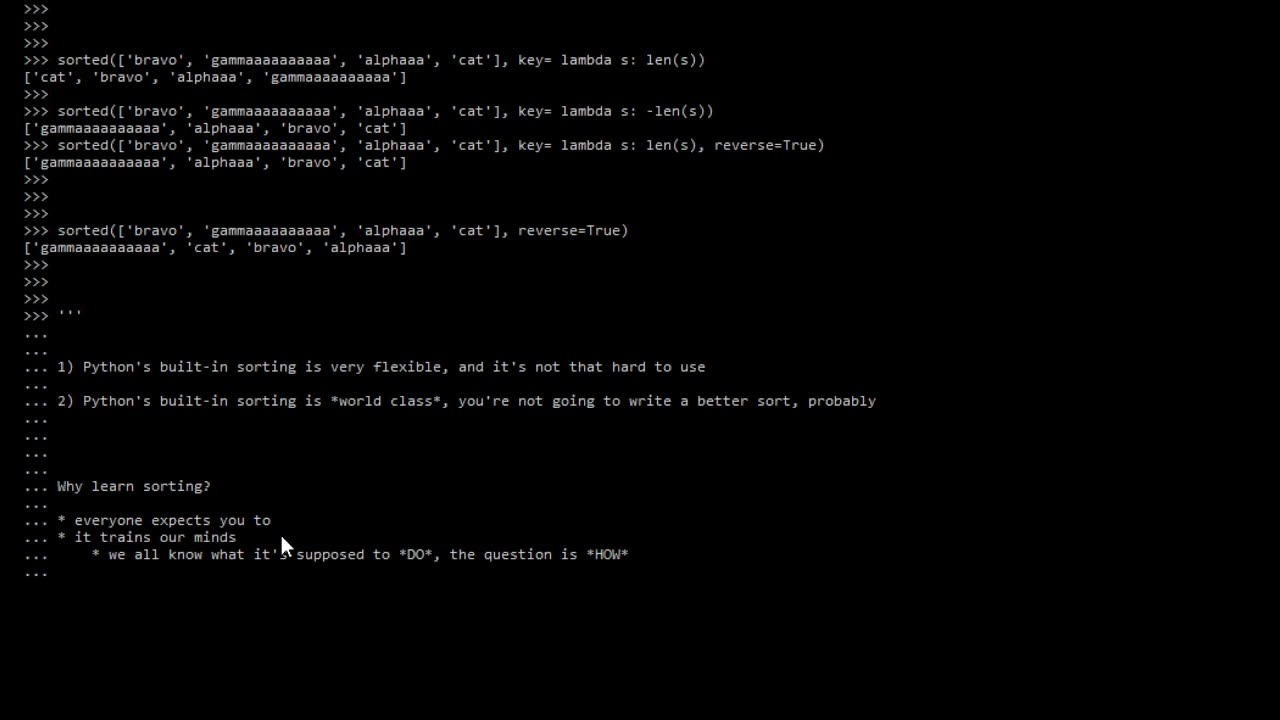 >>>
>>>
>>>
>>> sorted(['bravo', 'gammaaaaaaaaaa', 'alphaaa', 'cat'], key= lambda s: len(s))
['cat', 'bravo', 'alphaaa', 'gammaaaaaaaaaa']
>>>
>>> sorted(['bravo', 'gammaaaaaaaaaa', 'alphaaa', 'cat'], key= lambda s: -len(s))
['gammaaaaaaaaaa', 'alphaaa', 'bravo', 'cat']
>>> sorted(['bravo', 'gammaaaaaaaaaa', 'alphaaa', 'cat'], key= lambda s: len(s), reverse=True)
['gammaaaaaaaaaa', 'alphaaa', 'bravo', 'cat']
>>>
>>>
>>>
>>> sorted(['bravo', 'gammaaaaaaaaaa', 'alphaaa', 'cat'], reverse=True)
['gammaaaaaaaaaa', 'cat', 'bravo', 'alphaaa']
>>>
>>>
>>>
>>> '''
...
...
... 1) Python's built-in sorting is very flexible, and it's not that hard to use
...
... 2) Python's built-in sorting is *world class*, you're not going to write a better sort, probably
...
...
...
...
... Why learn sorting?
...
... * everyone expects you to
... * it trains our minds
...     * we all know what it's supposed to *DO*, the question is *HOW*
...